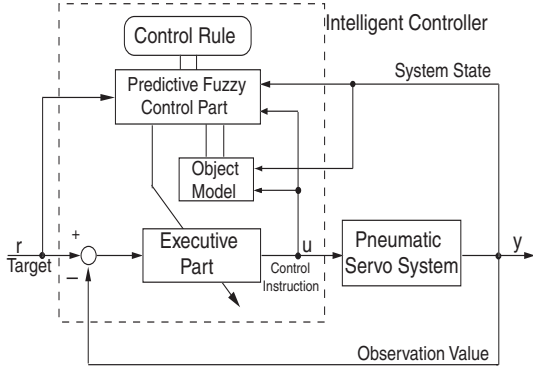 Intelligent Controller
Control Rule
System State
Predictive Fuzzy
Control Part
Object
Model
r
Target
+
−
Executive
Part
u
Control
Instruction
Pneumatic
Servo System
y
Observation Value